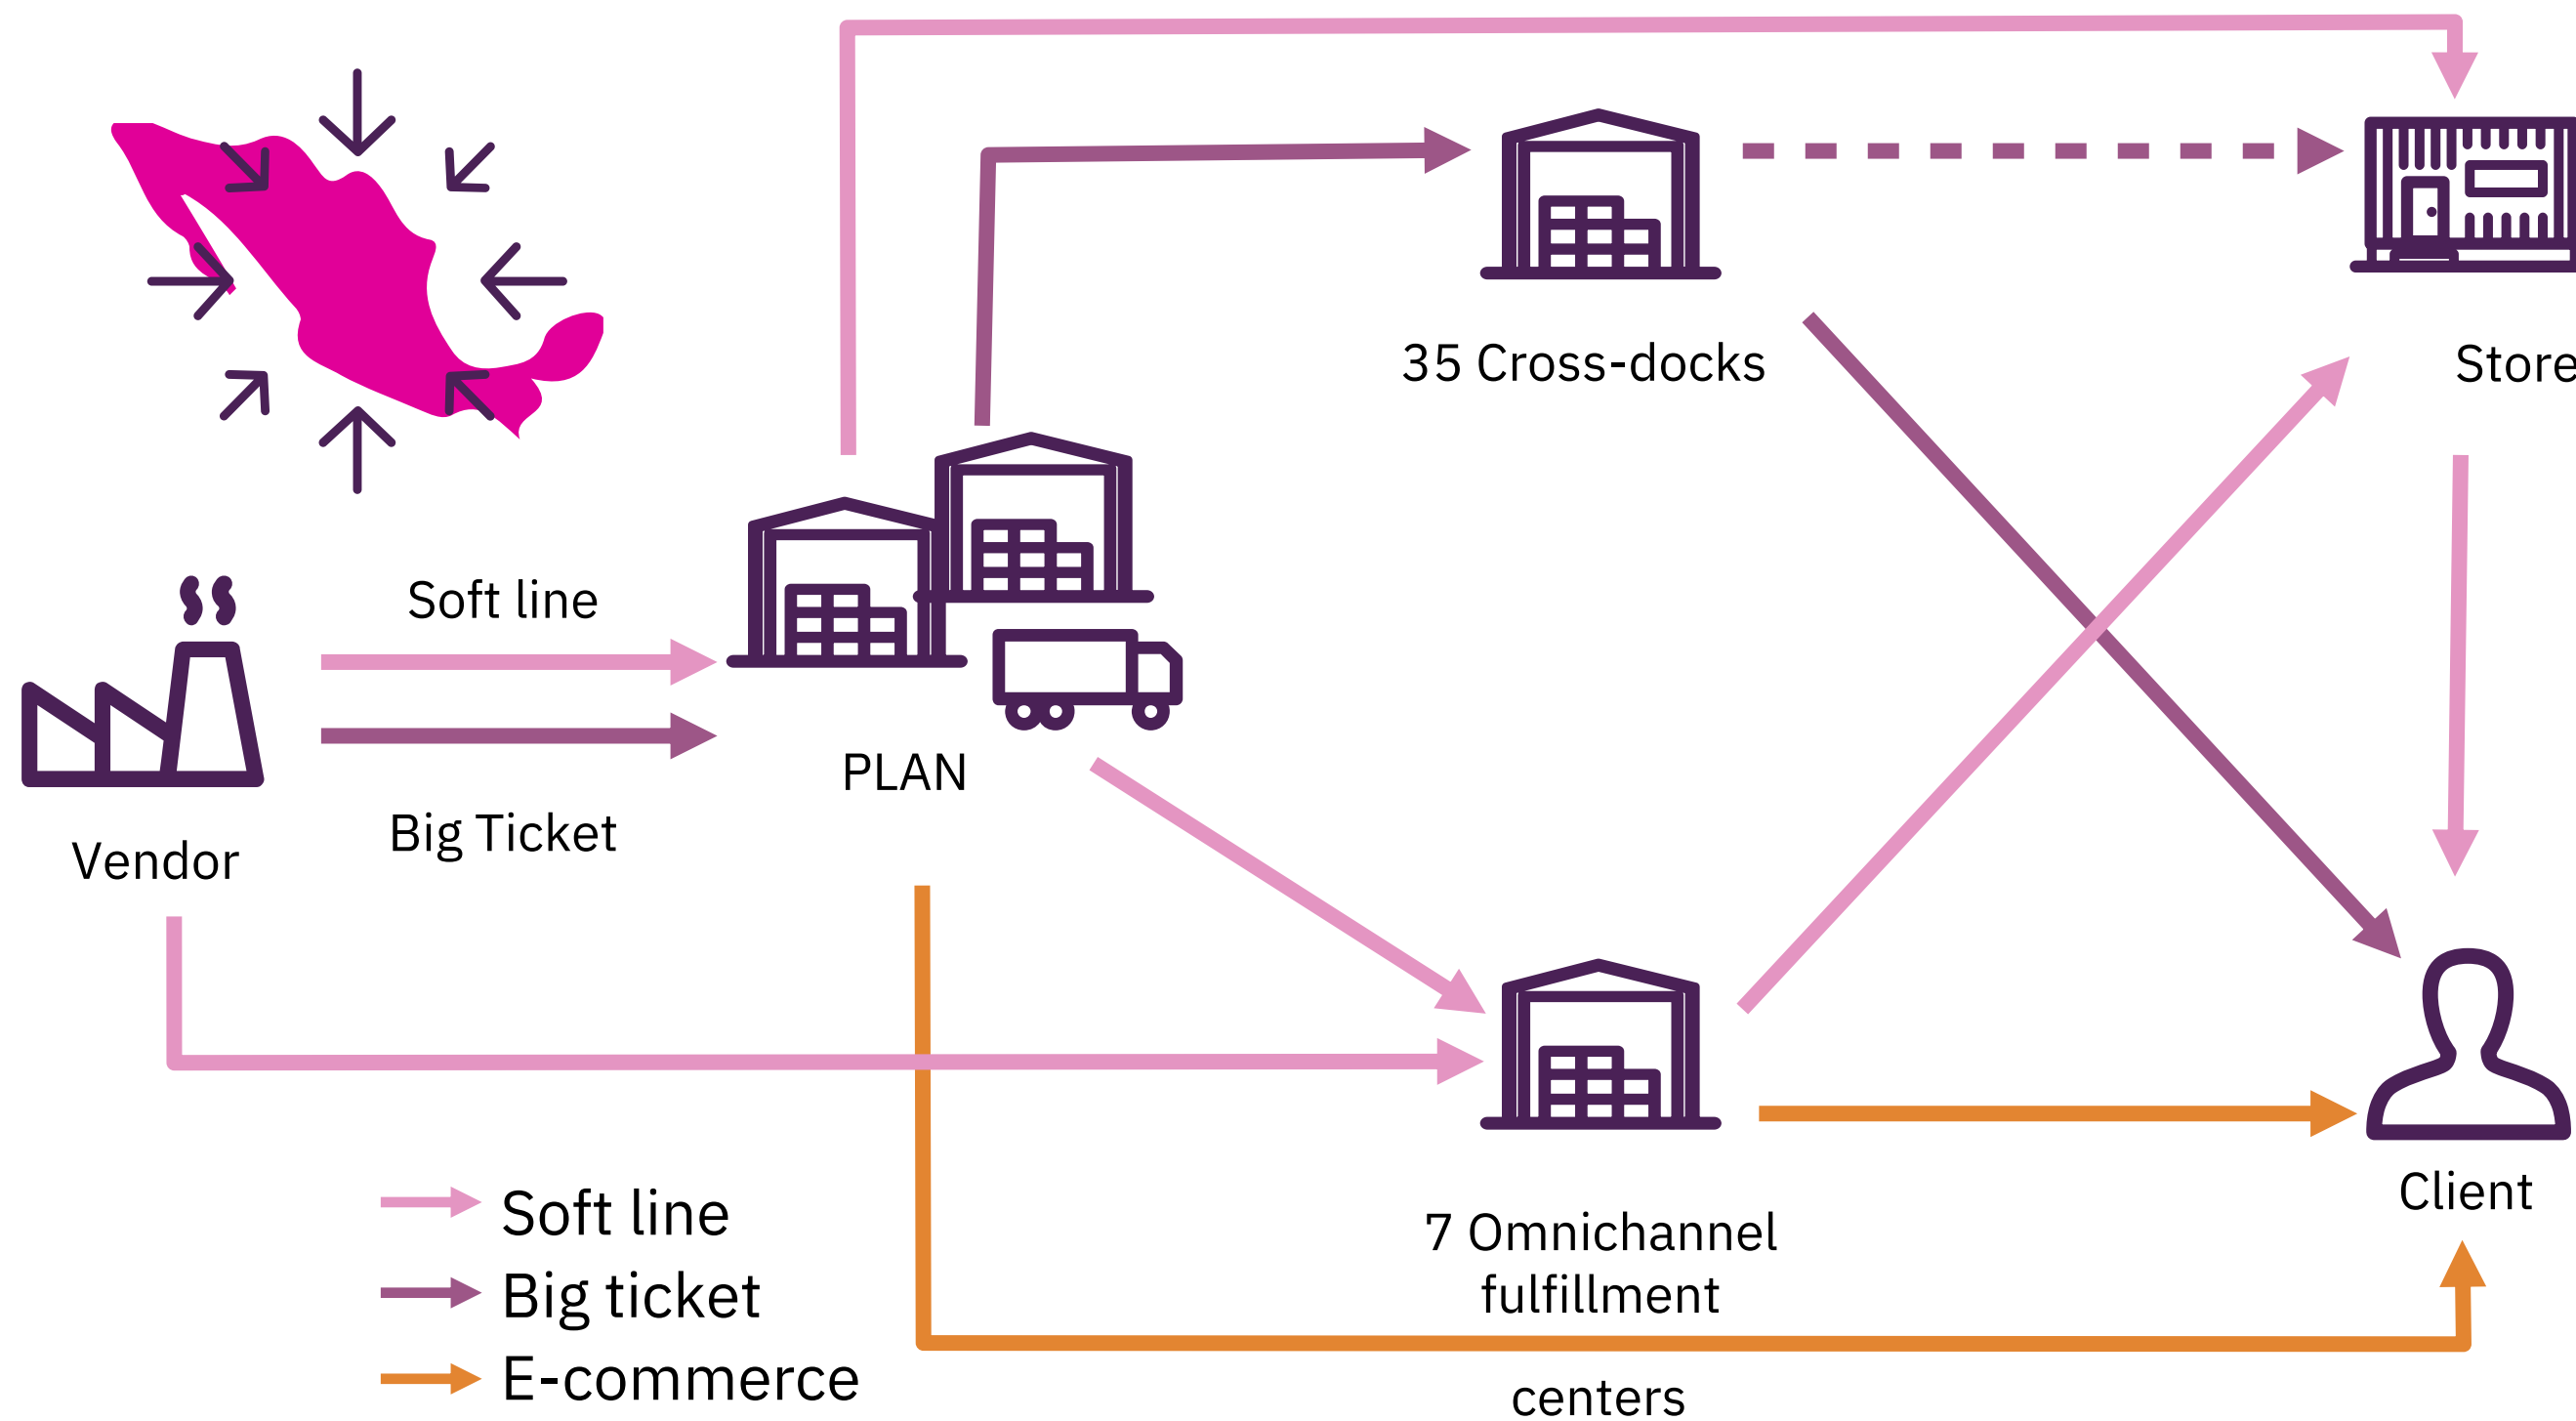 35 Cross-docks
Store
Soft line
PLAN
Big Ticket
Vendor
Client
7 Omnichannel
fulfillment
centers
Soft line
Big ticket
E-commerce